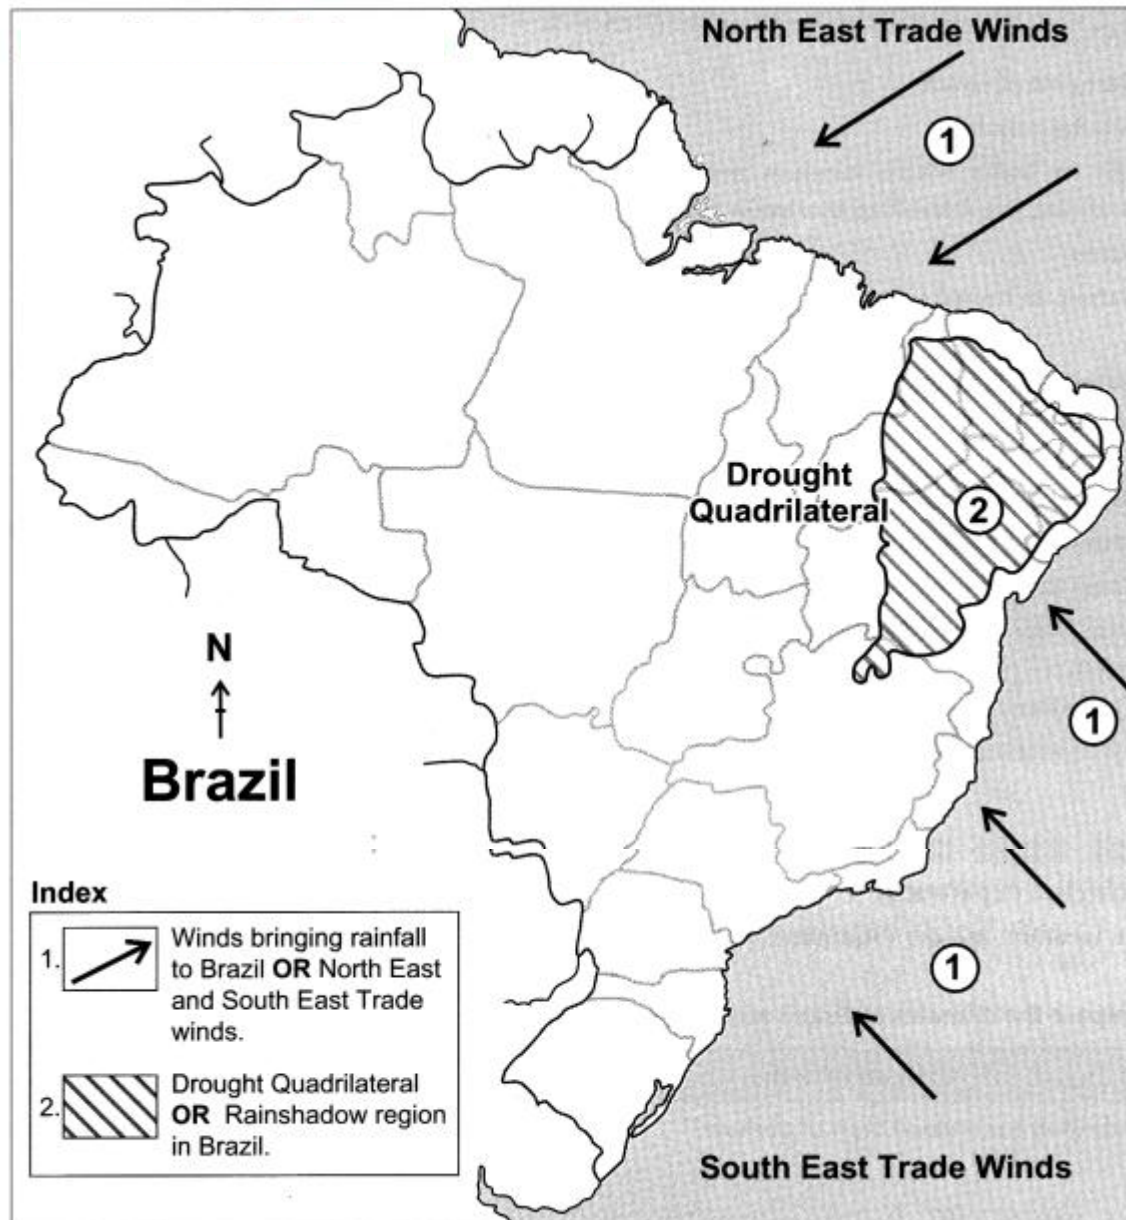 North East Trade Winds
1
Drought
Quadrilateral
2
N
Brazil
1
1
South East Trade Winds
Index
1.
Winds bringing rainfall
to Brazil OR North East
and South East Trade
winds.
2.
Drought Quadrilateral
OR Rainshadow region
in Brazil.